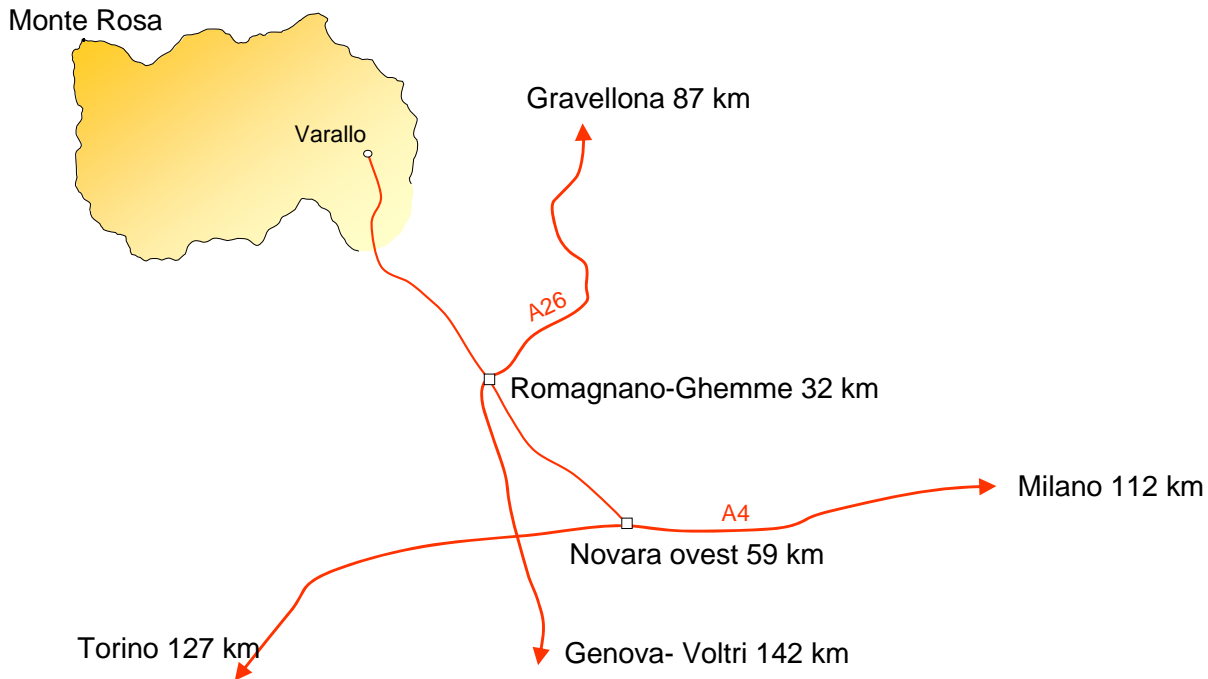 Monte Rosa
Gravellona 87 km
Varallo
A26
Romagnano-Ghemme 32 km
Milano 112 km
A4
Novara ovest 59 km
Torino 127 km
Genova- Voltri 142 km